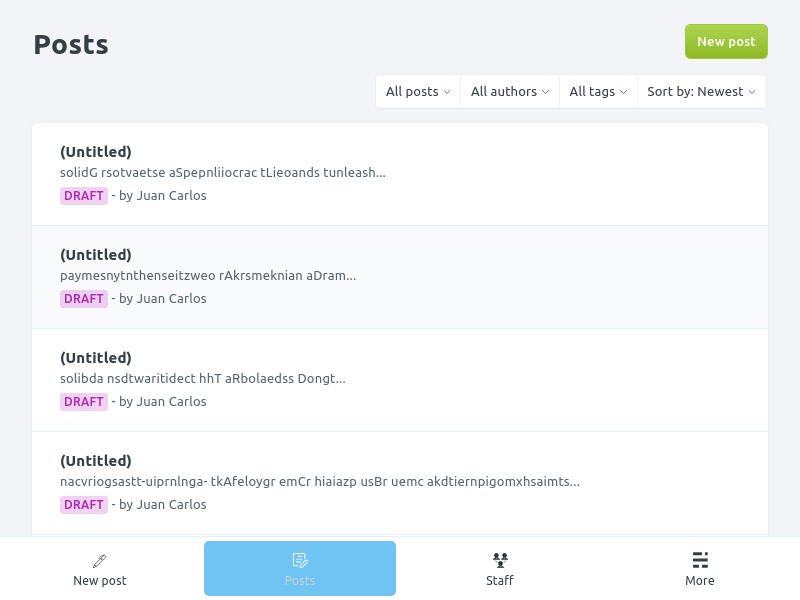 Posts
New post
All posts
All authors
All tags
Sort by: Newest
(Untitled)
solidG rsotvaetse aSpepnliiocrac tLieoands tunleash...
DRAFT - by Juan Carlos
(Untitled)
paymesnytnthenseitzweo rAkrsmeknian aDram...
DRAFT - by Juan Carlos
(Untitled)
solibda nsdtwaritidect hhT aRbolaedss Dongt...
DRAFT - by Juan Carlos
(Untitled)
nacvriogsastt-uiprnlnga- tkAfeloygr emCr hiaiazp usBr uemc akdtiernpigomxhsaimts...
DRAFT - by Juan Carlos
New post
Posts
Staff
More